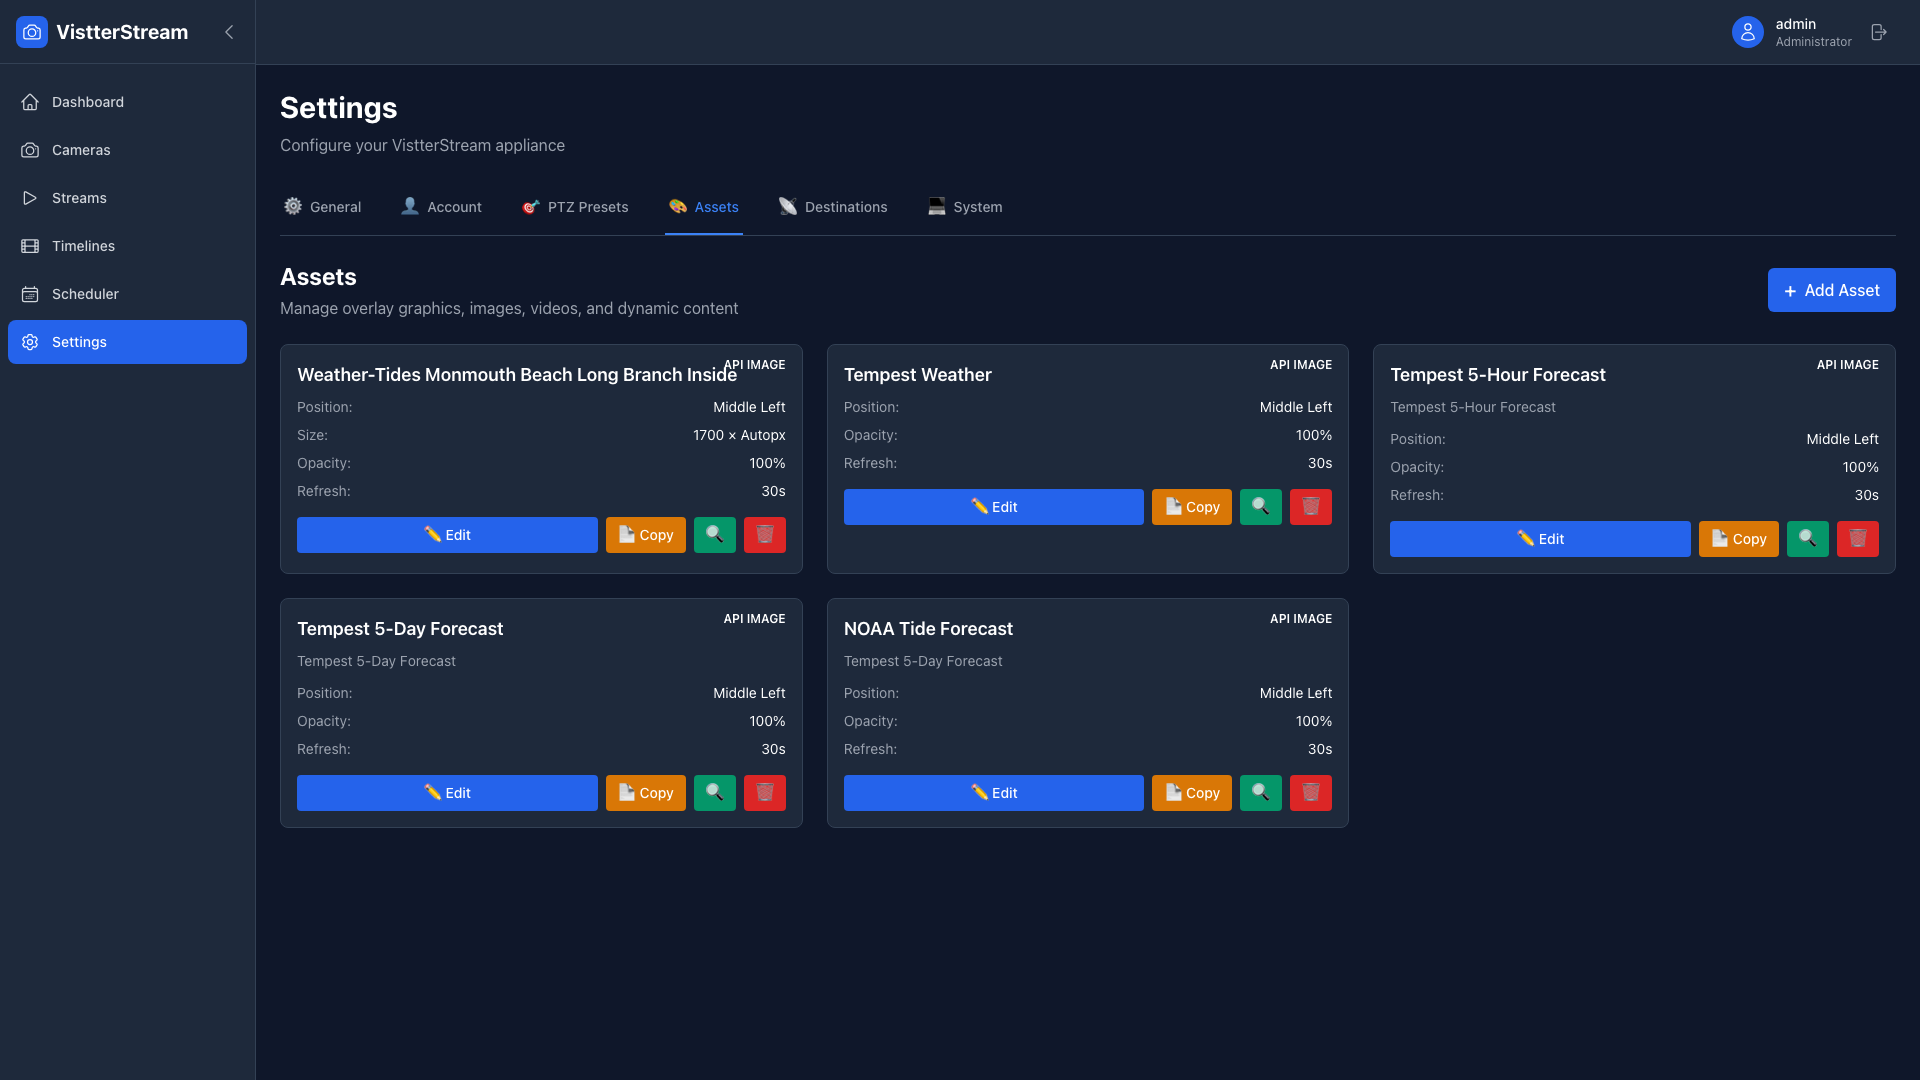 VistterStream
admin
Administrator
Dashboard
Cameras
Streams
Timelines
Scheduler
Settings
Settings
Configure your VistterStream appliance
General
Account
PTZ Presets
Assets
Destinations
System
Assets
Manage overlay graphics, images, videos, and dynamic content
+ Add Asset
API IMAGE
Weather-Tides Monmouth Beach Long Branch Inside
Position: Middle Left
Size: 1700 × Autopx
Opacity: 100%
Refresh: 30s
Edit Copy
API IMAGE
Tempest Weather
Position: Middle Left
Opacity: 100%
Refresh: 30s
Edit Copy
API IMAGE
Tempest 5-Hour Forecast
Tempest 5-Hour Forecast
Position: Middle Left
Opacity: 100%
Refresh: 30s
Edit Copy
API IMAGE
Tempest 5-Day Forecast
Tempest 5-Day Forecast
Position: Middle Left
Opacity: 100%
Refresh: 30s
Edit Copy
API IMAGE
NOAA Tide Forecast
Tempest 5-Day Forecast
Position: Middle Left
Opacity: 100%
Refresh: 30s
Edit Copy